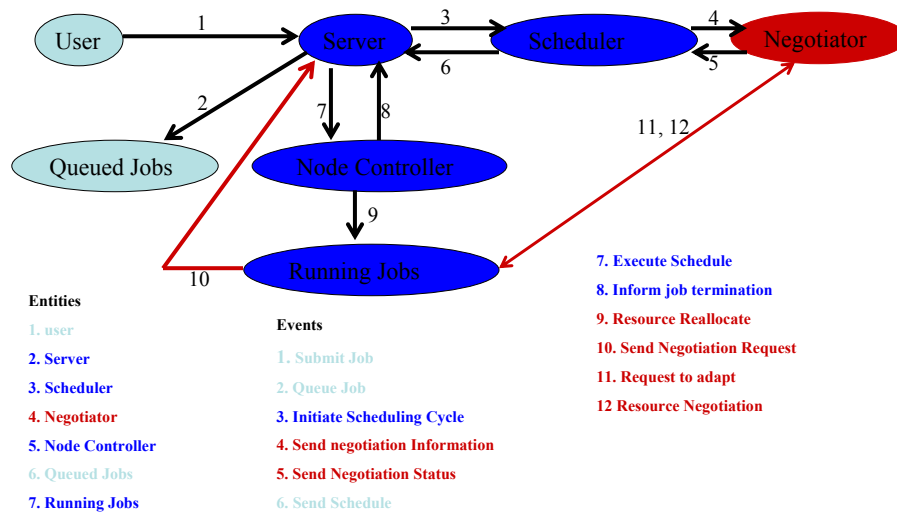 1
3
4
User
Server
Scheduler
Negotiator
6
5
2
7
8
11, 12
Queued Jobs
Node Controller
9
Running Jobs
10
Entities
1. user
2. Server
3. Scheduler
4. Negotiator
5. Node Controller
6. Queued Jobs
7. Running Jobs
Events
1. Submit Job
2. Queue Job
3. Initiate Scheduling Cycle
4. Send negotiation Information
5. Send Negotiation Status
6. Send Schedule
7. Execute Schedule
8. Inform job termination
9. Resource Reallocate
10. Send Negotiation Request
11. Request to adapt
12 Resource Negotiation